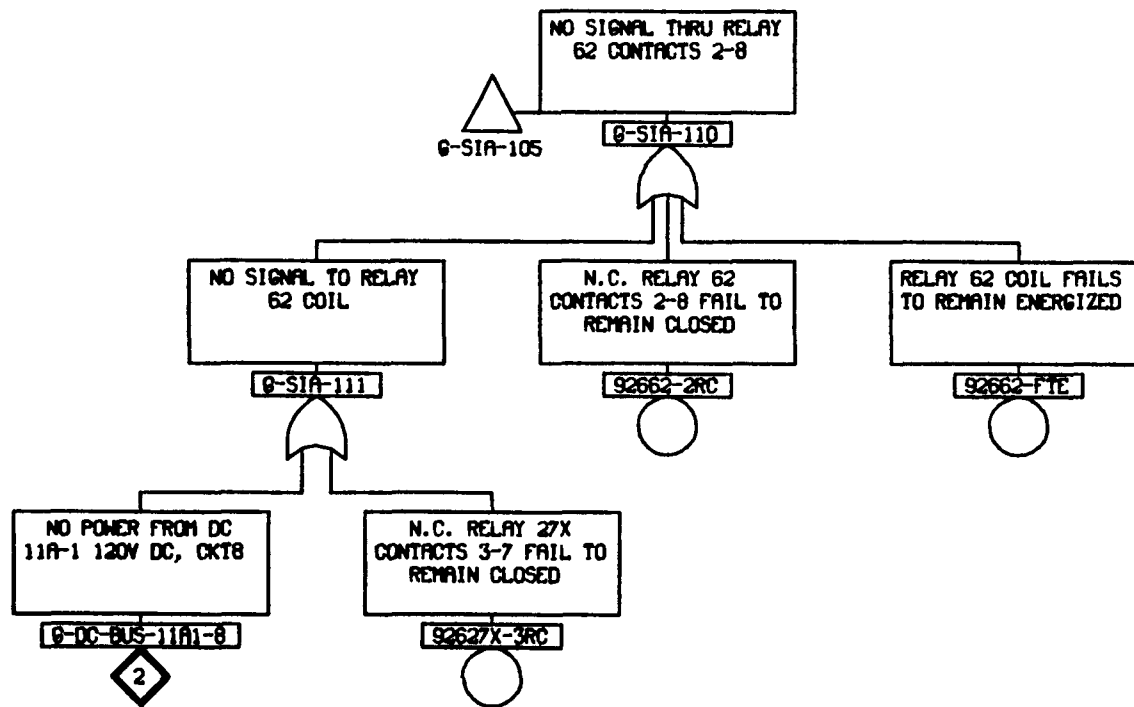 NO SIGNAL THRU RELAY
62 CONTACTS 2-8
G-SIA-105
G-SIA-110
NO SIGNAL TO RELAY
62 COIL
N.C. RELAY 62
CONTACTS 2-8 FAIL TO
REMAIN CLOSED
RELAY 62 COIL FAILS
TO REMAIN ENERGIZED
G-SIA-111
92662-2RC
92662-FTE
NO POWER FROM DC
11A-1 120V DC, CKT8
N.C. RELAY 27X
CONTACTS 3-7 FAIL TO
REMAIN CLOSED
G-DC-BUS-11A1-8
92627X-3RC
2